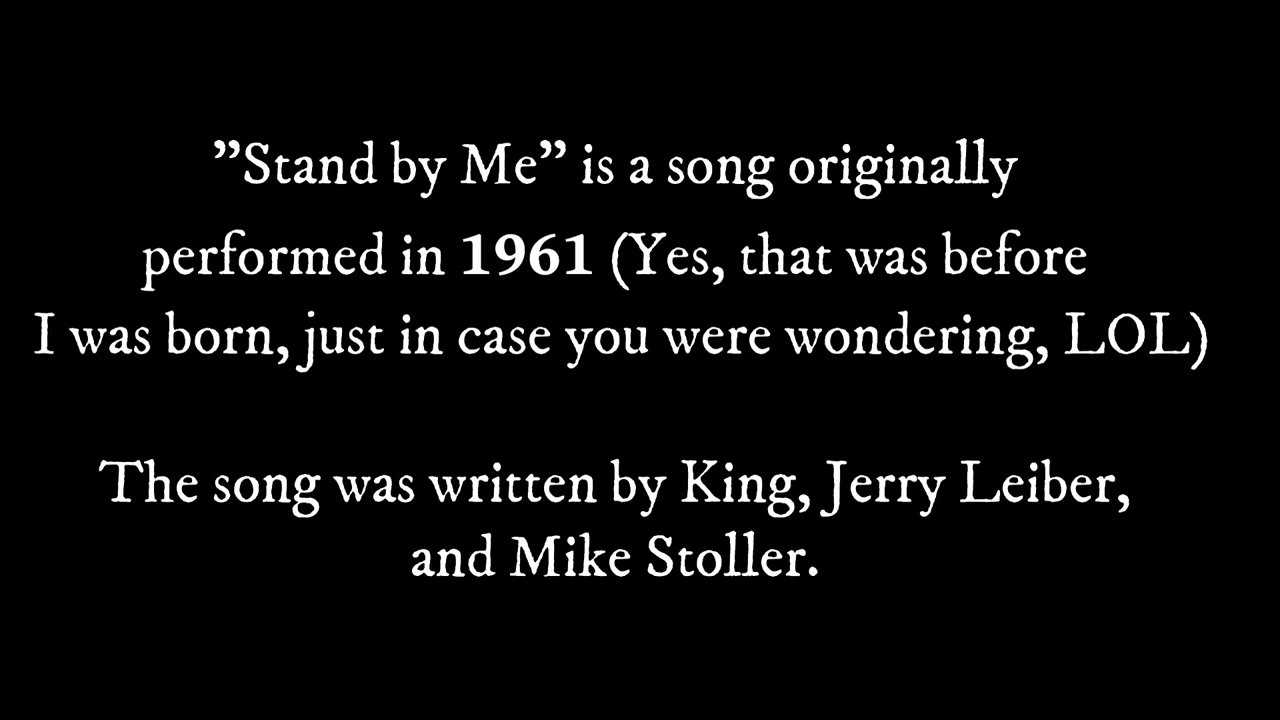 ”Stand by Me” is a song originally
performed in 1961 (Yes, that was before
I was born, just in case you were wondering, LOL)
The song was written by King, Jerry Leiber,
and Mike Stoller.